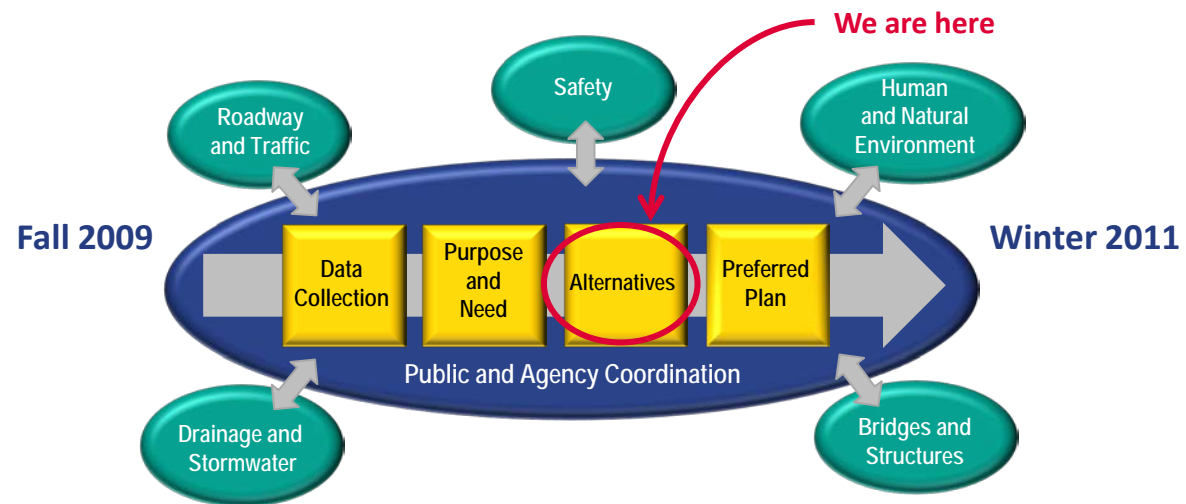 We are here
Safety
Roadway
and Traffic
Human
and Natural
Environment
Fall 2009
Winter 2011
Data
Collection
Purpose
and
Need
Alternatives
Preferred
Plan
Public and Agency Coordination
Drainage and
Stormwater
Bridges and
Structures